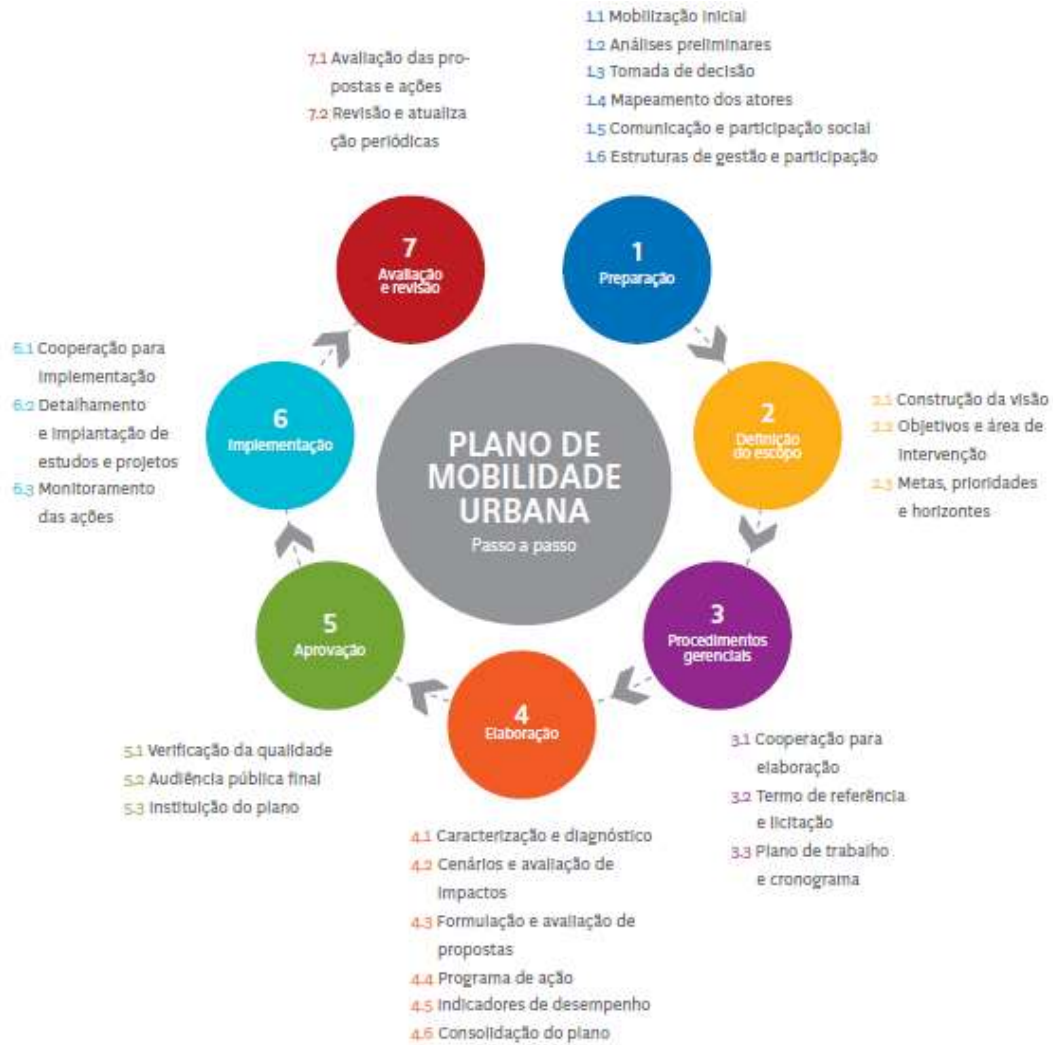 PLANO DE
MOBILIDADE
URBANA
Passo a passo
1
Preparação
1.1 Mobilização inicial
1.2 Análises preliminares
1.3 Tomada de decisão
1.4 Mapeamento dos atores
1.5 Comunicação e participação social
1.6 Estruturas de gestão e participação
2
Definição
do escopo
2.1 Construção da visão
2.2 Objetivos e área de
intervenção
2.3 Metas, prioridades
e horizontes
3
Procedimentos
gerenciais
3.1 Cooperação para
elaboração
3.2 Termo de referência
e licitação
3.3 Plano de trabalho
e cronograma
4
Elaboração
4.1 Caracterização e diagnóstico
4.2 Cenários e avaliação de
impactos
4.3 Formulação e avaliação de
propostas
4.4 Programa de ação
4.5 Indicadores de desempenho
4.6 Consolidação do plano
5
Aprovação
5.1 Verificação da qualidade
5.2 Audiência pública final
5.3 Instituição do plano
6
Implementação
6.1 Cooperação para
implementação
6.2 Detalhamento
e implantação de
estudos e projetos
6.3 Monitoramento
das ações
7
Avaliação
e revisão
7.1 Avaliação das pro-
postas e ações
7.2 Revisão e atualiza
ção periódicas